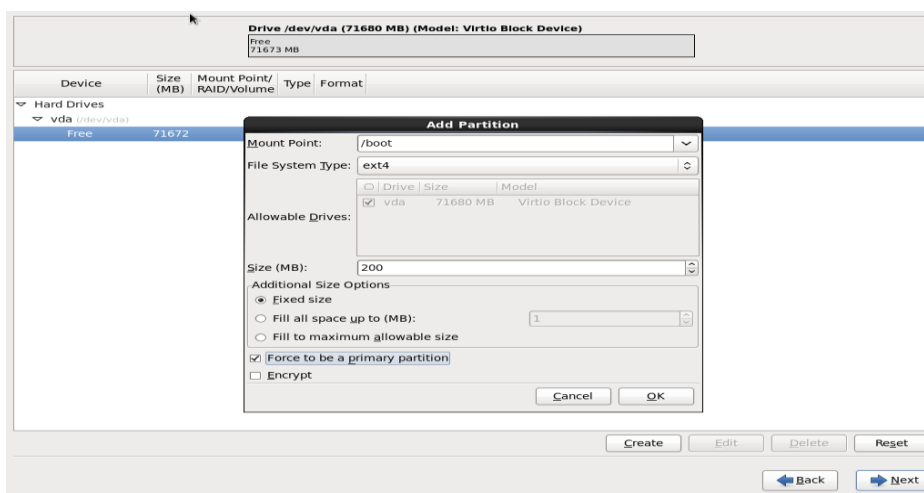 Drive /dev/vda (71680 MB) (Model: Virtio Block Device)
Free
71673 MB
Device Size (MB) Mount Point/ RAID/Volume Type Format
Hard Drives
vda (/dev/vda)
Free 71672
Add Partition
Mount Point: /boot
File System Type: ext4
Drive Size Model
vda 71680 MB Virtio Block Device
Allowable Drives:
Size (MB): 200
Additional Size Options
Fixed size
Fill all space up to (MB): 1
Fill to maximum allowable size
Force to be a primary partition
Encrypt
Cancel OK
Create Edit Delete Reset
Back Next